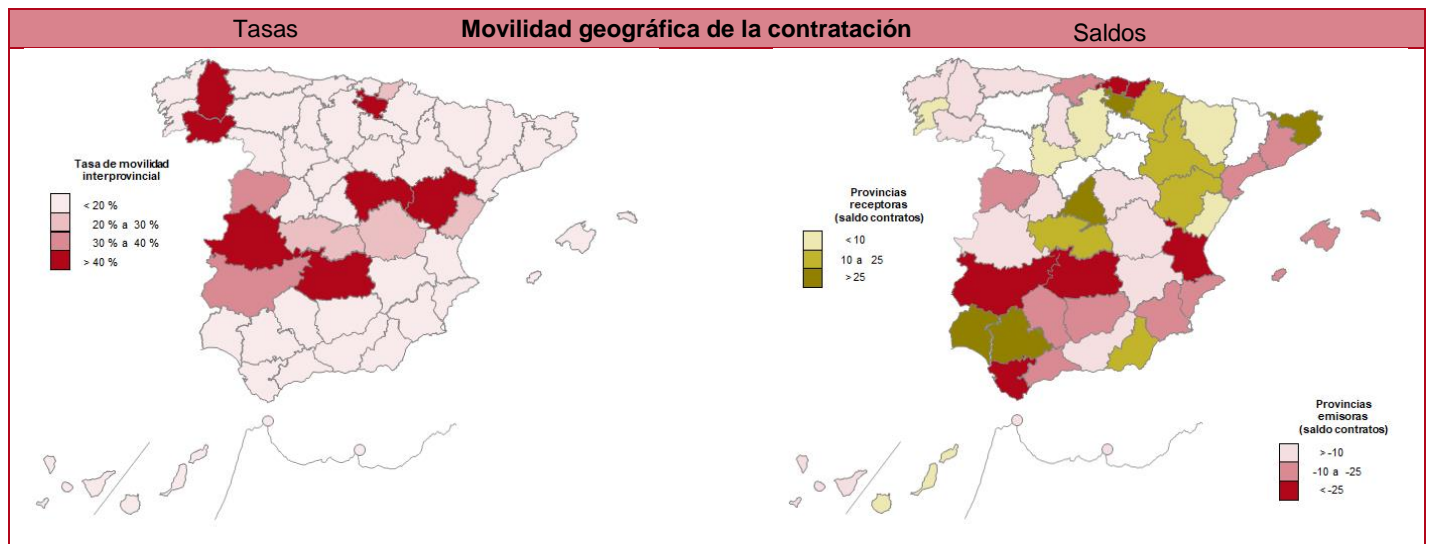 Tasas
Movilidad geográfica de la contratación
Saldos
Tasa de movilidad
interprovincial
< 20 %
20 % a 30 %
30 % a 40 %
> 40 %
Provincias
receptoras
(saldo contratos)
< 10
10 a 25
> 25
Provincias
emisoras
(saldo contratos)
> -10
-10 a -25
< -25